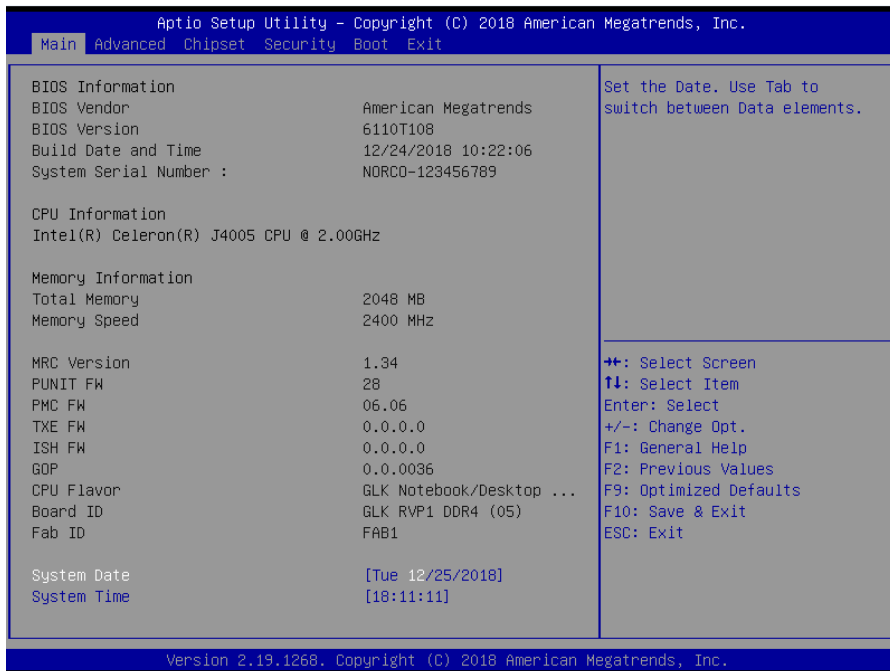 Aptio Setup Utility – Copyright (C) 2018 American Megatrends, Inc.
Main Advanced Chipset Security Boot Exit
BIOS Information
BIOS Vendor American Megatrends
BIOS Version 6110T108
Build Date and Time 12/24/2018 10:22:06
System Serial Number : NORCO-123456789
CPU Information
Intel(R) Celeron(R) J4005 CPU @ 2.00GHz
Memory Information
Total Memory 2048 MB
Memory Speed 2400 MHz
MRC Version 1.34
PUNIT FW 28
PMC FW 06.06
TXE FW 0.0.0.0
ISH FW 0.0.0.0
GOP 0.0.0036
CPU Flavor GLK Notebook/Desktop ...
Board ID GLK RVP1 DDR4 (05)
Fab ID FAB1
System Date [Tue 12/25/2018]
System Time [18:11:11]
Set the Date. Use Tab to
switch between Data elements.
→←: Select Screen
↑↓: Select Item
Enter: Select
+/-: Change Opt.
F1: General Help
F2: Previous Values
F9: Optimized Defaults
F10: Save & Exit
ESC: Exit
Version 2.19.1268. Copyright (C) 2018 American Megatrends, Inc.